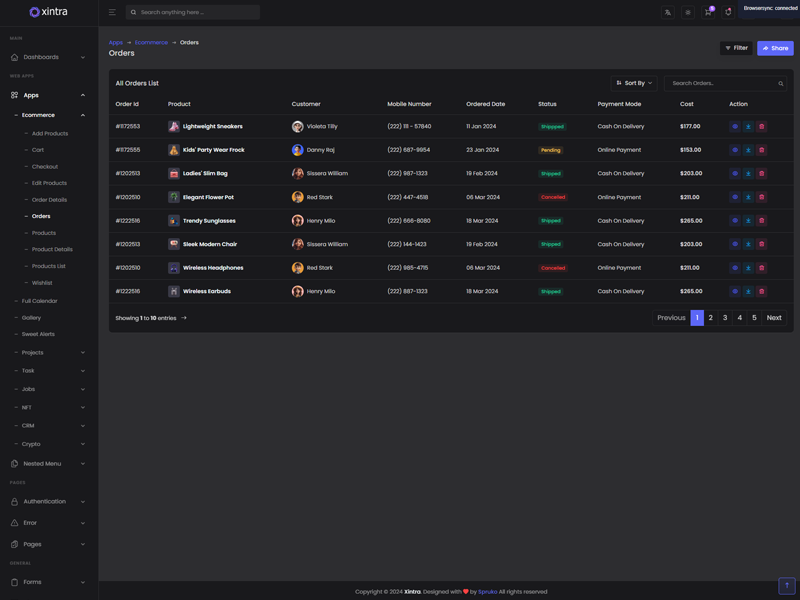 xintra
Search anything here ...
5
Browsersync: connected
MAIN
Dashboards
WEB APPS
Apps
Ecommerce
Add Products
Cart
Checkout
Edit Products
Order Details
Orders
Products
Product Details
Products List
Wishlist
Full Calendar
Gallery
Sweet Alerts
Projects
Task
Jobs
NFT
CRM
Crypto
Nested Menu
PAGES
Authentication
Error
Pages
GENERAL
Forms
Apps → Ecommerce → Orders
Orders
Filter
Share
All Orders List
Sort By
Search Orders..
Order Id Product Customer Mobile Number Ordered Date Status Payment Mode Cost Action
#1172553 Lightweight Sneakers Violeta Tilly (222) 111 - 57840 11 Jan 2024 Shippped Cash On Delivery $177.00
#1172555 Kids' Party Wear Frock Danny Raj (222) 687-9954 23 Jan 2024 Pending Online Payment $153.00
#1202513 Ladies' Slim Bag Sissera William (222) 987-1323 19 Feb 2024 Shipped Cash On Delivery $203.00
#1202510 Elegant Flower Pot Red Stark (222) 447-4518 06 Mar 2024 Cancelled Online Payment $211.00
#1222516 Trendy Sunglasses Henry Milo (222) 666-8080 18 Mar 2024 Shipped Cash On Delivery $265.00
#1202513 Sleek Modern Chair Sissera William (222) 144-1423 19 Feb 2024 Shipped Cash On Delivery $203.00
#1202510 Wireless Headphones Red Stark (222) 985-4715 06 Mar 2024 Cancelled Online Payment $211.00
#1222516 Wireless Earbuds Henry Milo (222) 887-1323 18 Mar 2024 Shipped Cash On Delivery $265.00
Showing 1 to 10 entries →
Previous 1 2 3 4 5 Next
Copyright © 2024 Xintra. Designed with ❤ by Spruko All rights reserved